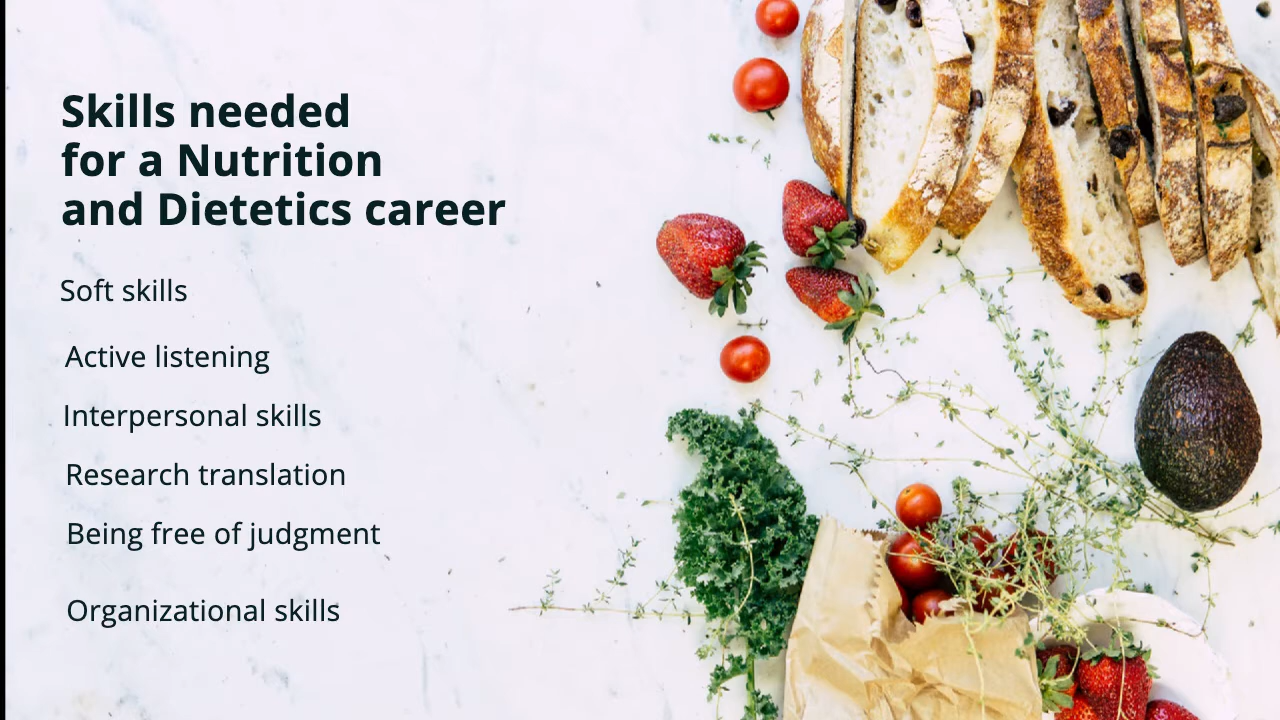 Skills needed
for a Nutrition
and Dietetics career
Soft skills
Active listening
Interpersonal skills
Research translation
Being free of judgment
Organizational skills